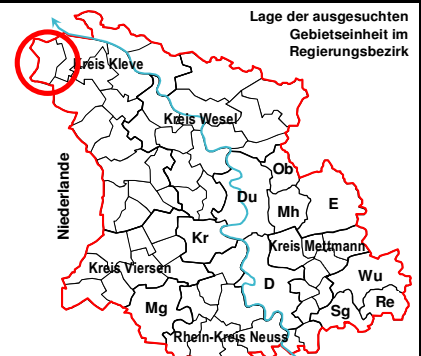 Lage der ausgesuchten
Gebietseinheit im
Regierungsbezirk
Kreis Kleve
Kreis Wesel
Niederlande
Ob
Du
Mh
E
Kr
Kreis Mettmann
Kreis Viersen
Wu
D
Mg
Sg
Re
Rhein-Kreis Neuss